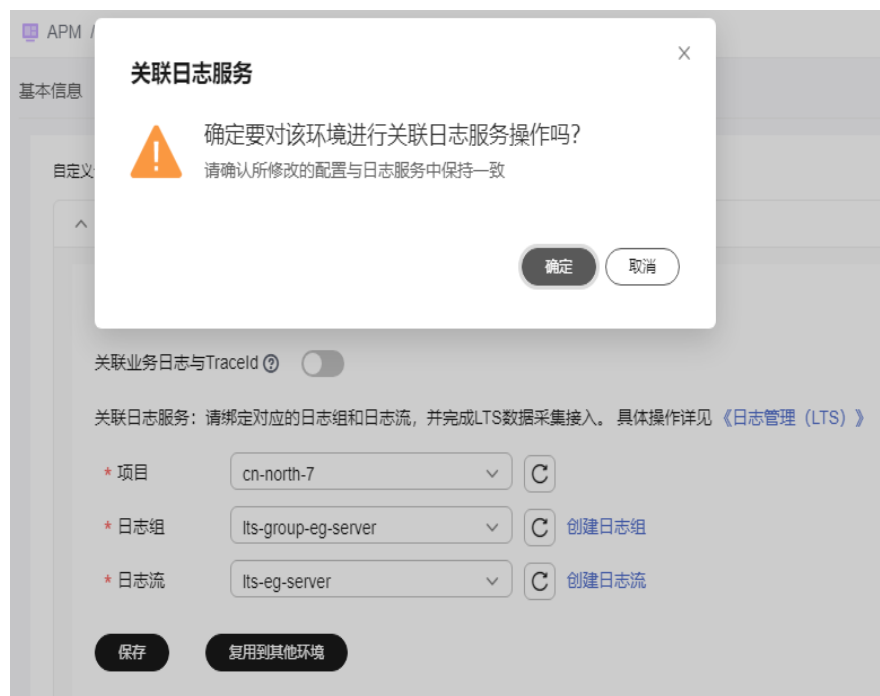 APM /
关联日志服务
基本信息
确定要对该环境进行关联日志服务操作吗？
请确认所修改的配置与日志服务中保持一致
自定义
确定
取消
关联业务日志与TraceId
关联日志服务：请绑定对应的日志组和日志流，并完成LTS数据采集接入。 具体操作详见 《日志管理（LTS）》
* 项目 cn-north-7
* 日志组 lts-group-eg-server 创建日志组
* 日志流 lts-eg-server 创建日志流
保存 复用到其他环境